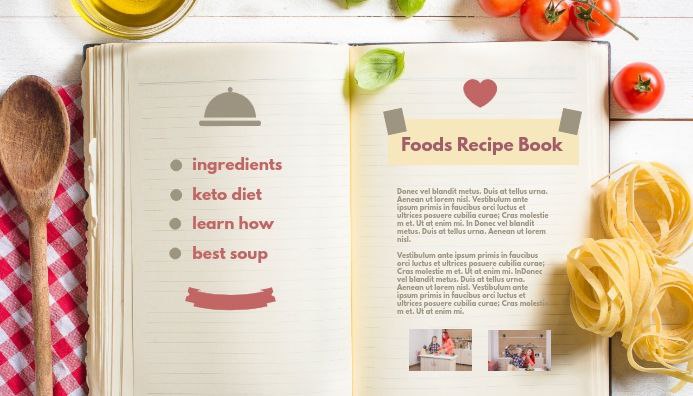 ingredients
keto diet
learn how
best soup
Foods Recipe Book
Donec vel blandit metus. Duis at tellus urna.
Aenean ut lorem nisl. Vestibulum ante
ipsum primis in faucibus orci luctus et
ultrices posuere cubilia curae; Cras molestie
m et. Ut at enim mi. In Donec vel blandit
metus. Duis at tellus urna. Aenean ut lorem
nisl.
Vestibulum ante ipsum primis in faucibus
orci luctus et ultrices posuere cubilia curae;
Cras molestie m et. Ut at enim mi. InDonec
vel blandit metus. Duis at tellus urna.
Aenean ut lorem nisl. Vestibulum ante
ipsum primis in faucibus orci luctus et
ultrices posuere cubilia curae; Cras molestie
m et. Ut at enim mi.